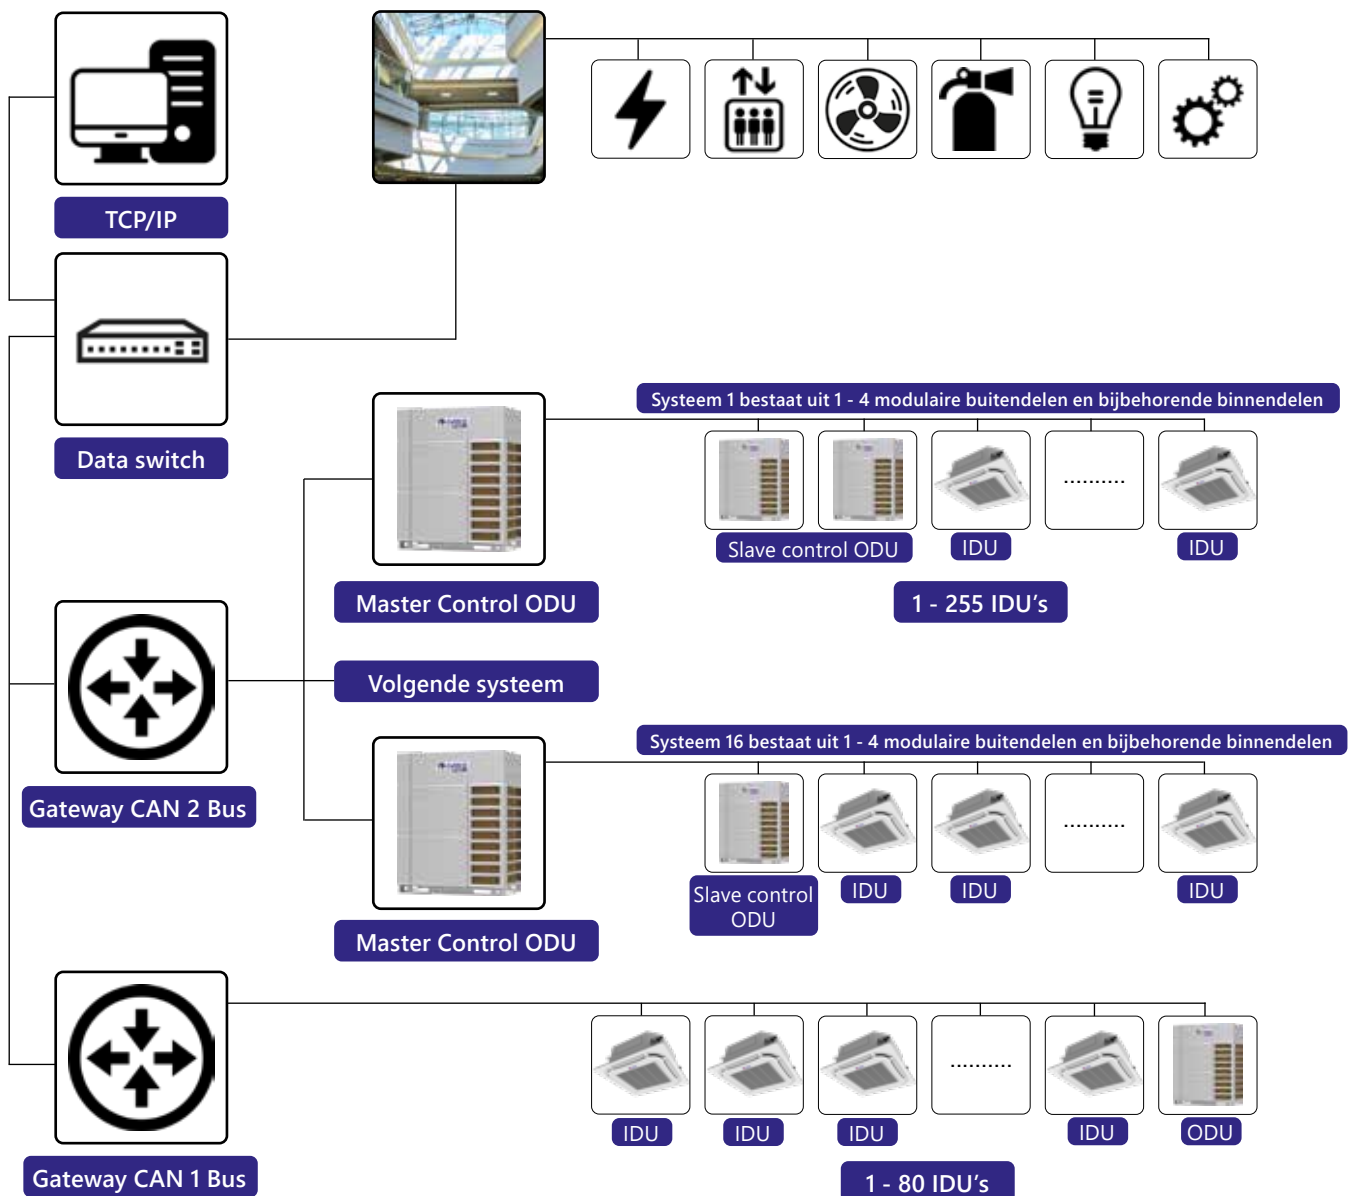 TCP/IP
Data switch
Systeem 1 bestaat uit 1 - 4 modulaire buitendelen en bijbehorende binnendelen
..........
Slave control ODU
IDU
IDU
Master Control ODU
1 - 255 IDU's
Volgende systeem
Systeem 16 bestaat uit 1 - 4 modulaire buitendelen en bijbehorende binnendelen
Gateway CAN 2 Bus
..........
Slave control
ODU
IDU
IDU
IDU
Master Control ODU
..........
IDU
IDU
IDU
IDU
ODU
Gateway CAN 1 Bus
1 - 80 IDU's